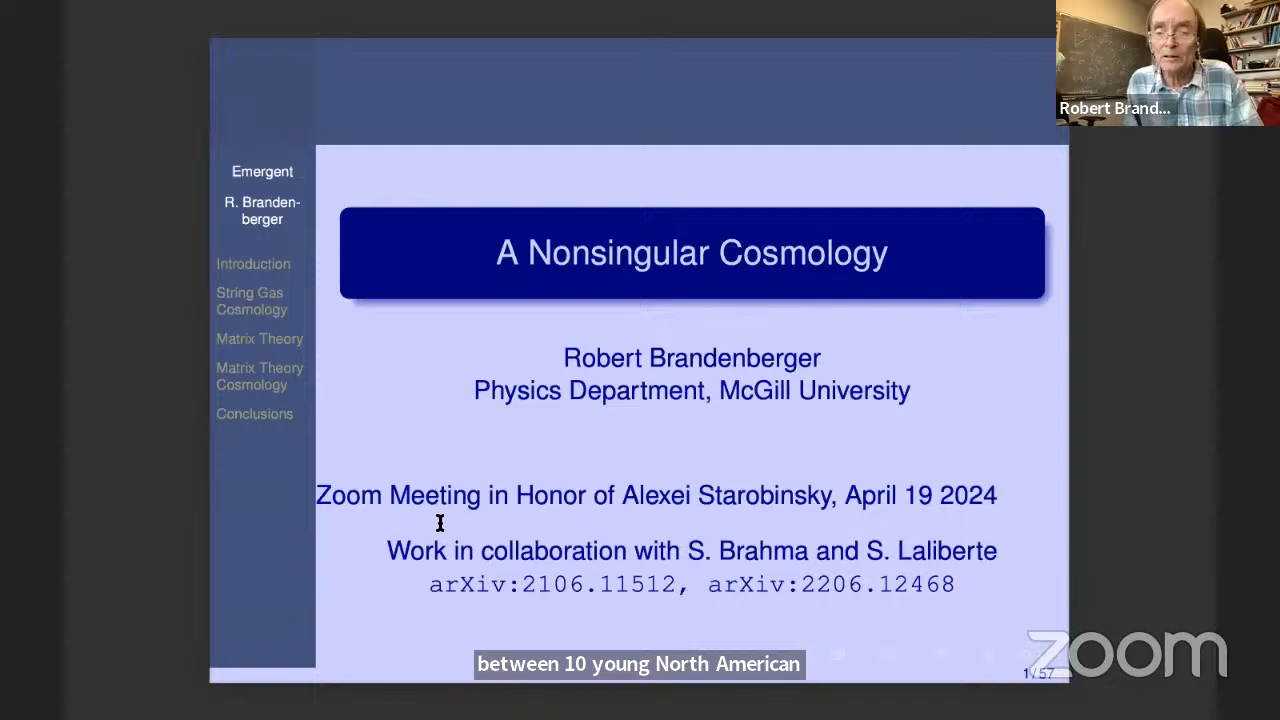 Robert Brand...
Emergent
R. Branden-
berger
Introduction
String Gas
Cosmology
Matrix Theory
Matrix Theory
Cosmology
Conclusions
A Nonsingular Cosmology
Robert Brandenberger
Physics Department, McGill University
Zoom Meeting in Honor of Alexei Starobinsky, April 19 2024
Work in collaboration with S. Brahma and S. Laliberte
arXiv:2106.11512, arXiv:2206.12468
between 10 young North American
1/57
zoom